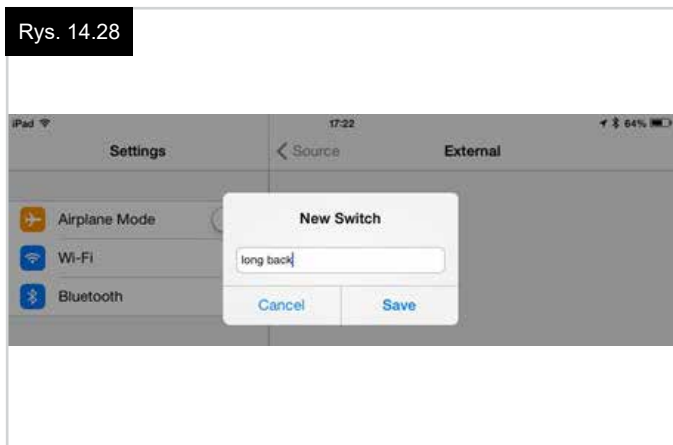 Rys. 14.28
iPad 17:22 64%
Settings Source External
New Switch
Airplane Mode
long back
Wi-Fi
Bluetooth
Cancel Save